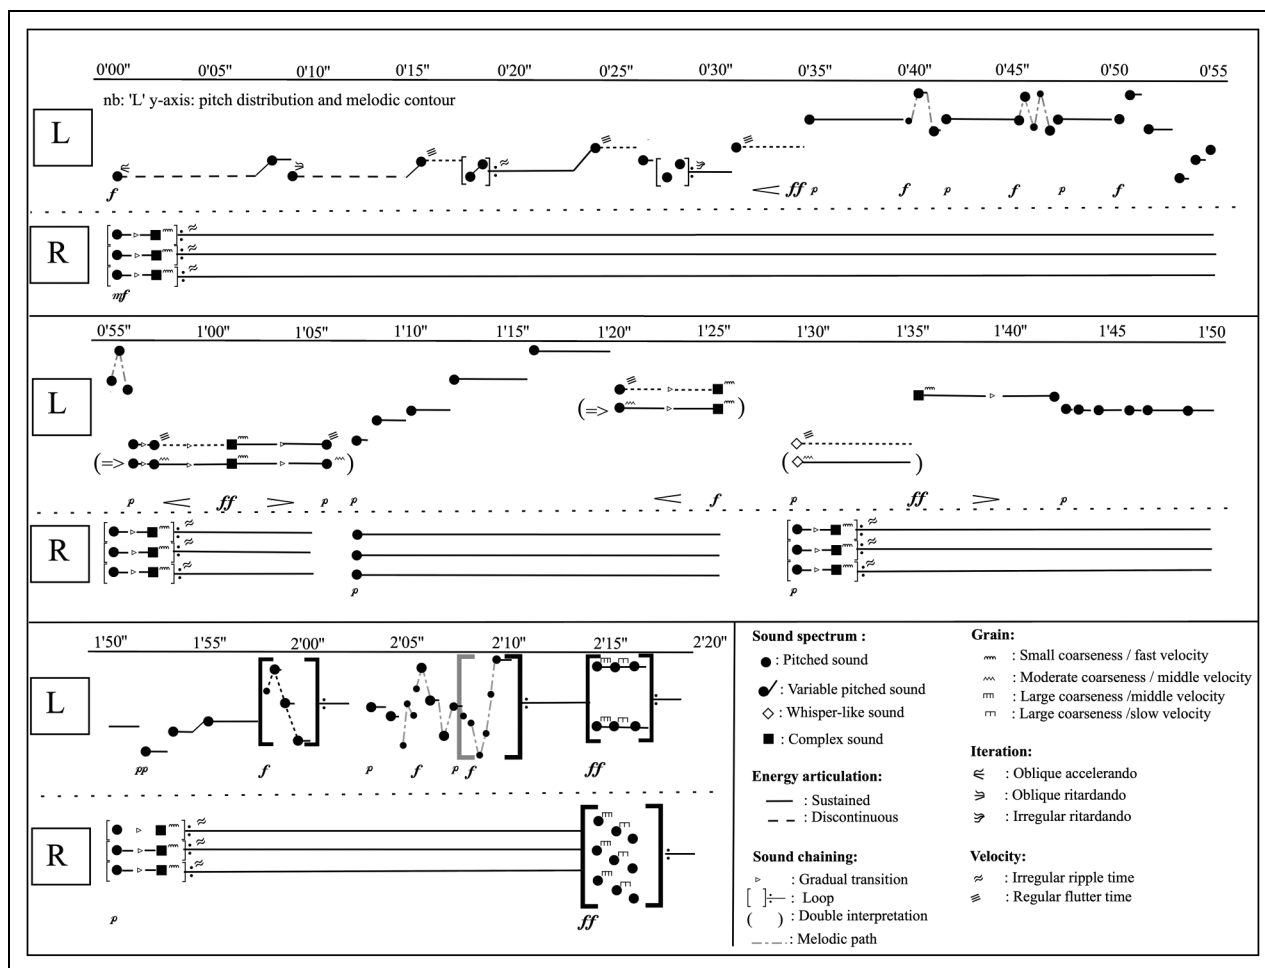 0'00" 0'05" 0'10" 0'15" 0'20" 0'25" 0'30" 0'35" 0'40" 0'45" 0'50 0'55
nb: 'L' y-axis: pitch distribution and melodic contour
L
f ff p f p f p f
R
mf
0'55" 1'00" 1'05" 1'10" 1'15" 1'20" 1'25" 1'30" 1'35" 1'40" 1'45 1'50
L
(=> )
(=> )
( )
p ff p p f p ff p
R
p p
1'50" 1'55" 2'00" 2'05" 2'10" 2'15" 2'20"
L
pp f p f p f ff
R
p ff
Sound spectrum :
: Pitched sound
: Variable pitched sound
: Whisper-like sound
: Complex sound
Energy articulation:
: Sustained
: Discontinuous
Sound chaining:
: Gradual transition
[ ] : Loop
( ) : Double interpretation
: Melodic path
Grain:
: Small coarseness / fast velocity
: Moderate coarseness / middle velocity
: Large coarseness /middle velocity
: Large coarseness /slow velocity
Iteration:
: Oblique accelerando
: Oblique ritardando
: Irregular ritardando
Velocity:
: Irregular ripple time
: Regular flutter time